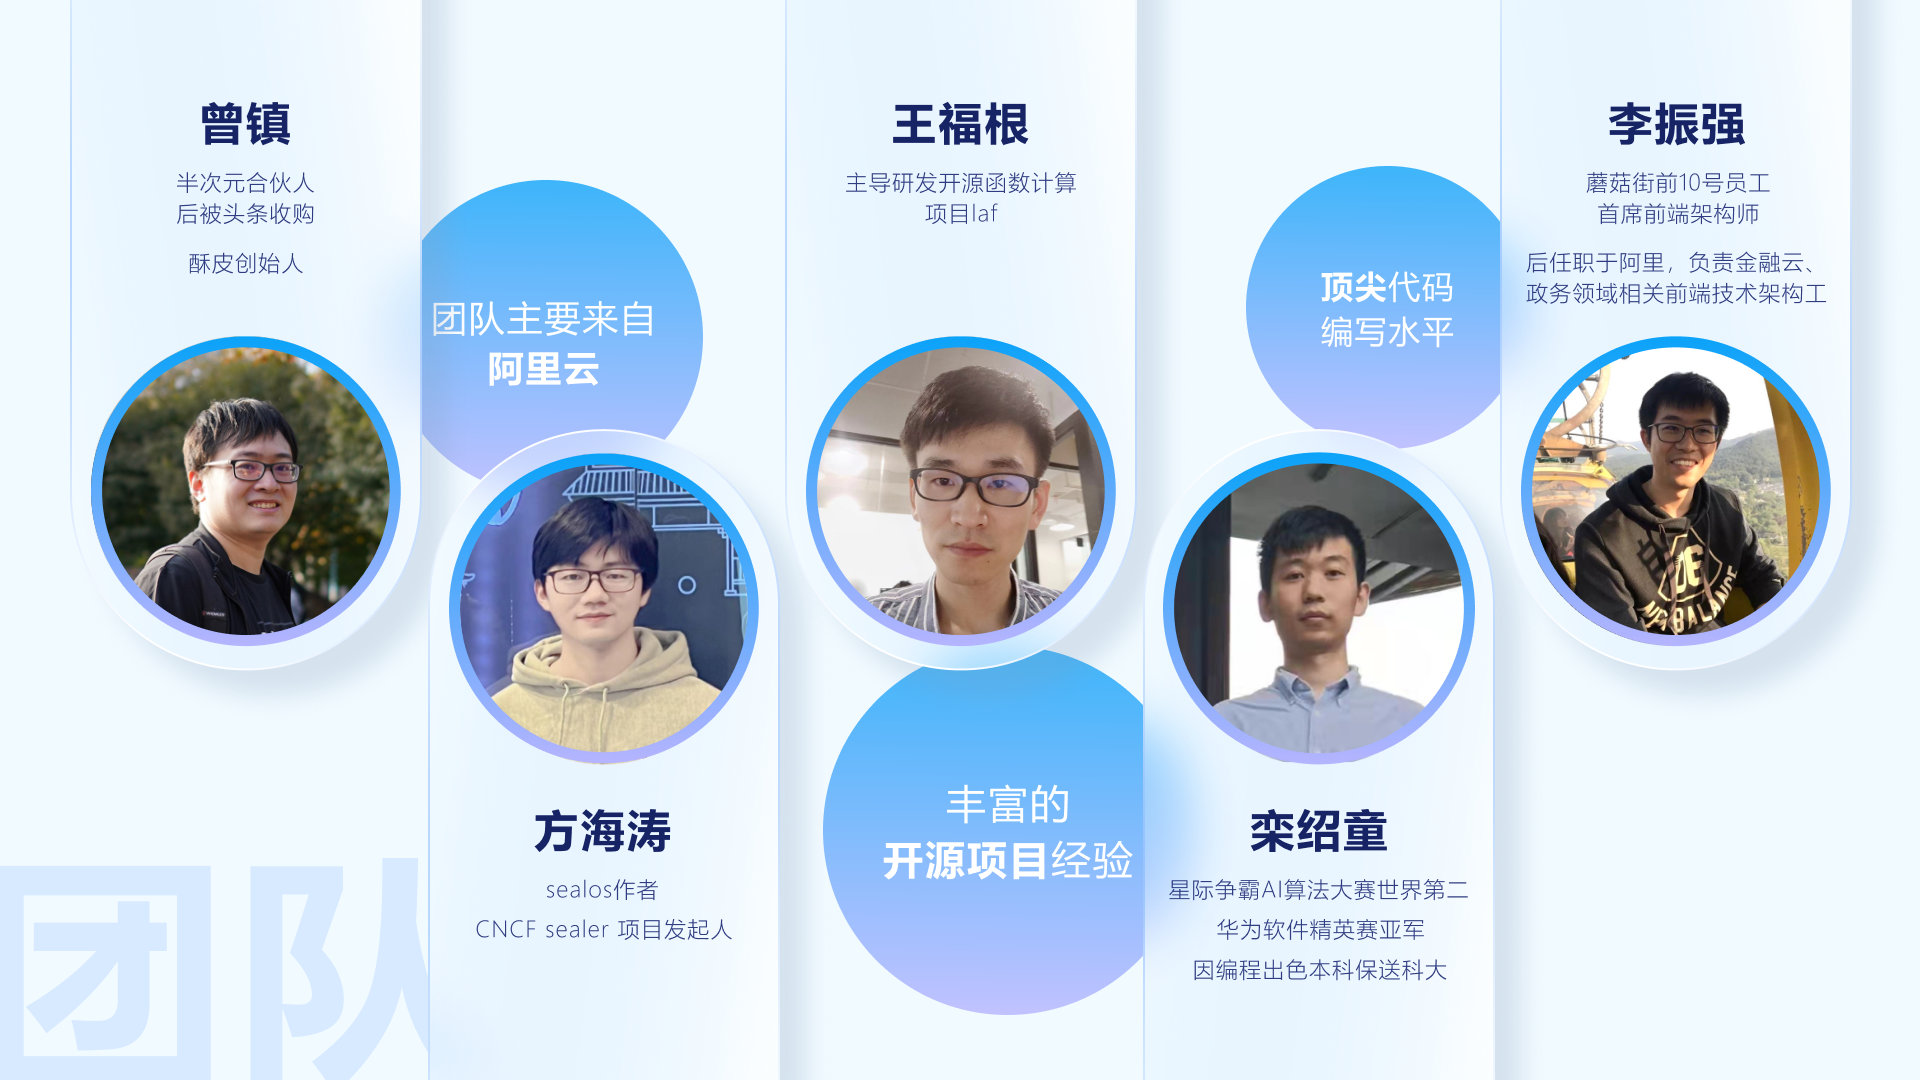 曾镇
半次元合伙人
后被头条收购
酥皮创始人
团队主要来自
阿里云
方海涛
sealos作者
CNCF sealer 项目发起人
王福根
主导研发开源函数计算
项目laf
丰富的
开源项目经验
顶尖代码
编写水平
栾绍童
星际争霸AI算法大赛世界第二
华为软件精英赛亚军
因编程出色本科保送科大
李振强
蘑菇街前10号员工
首席前端架构师
后任职于阿里，负责金融云、
政务领域相关前端技术架构工
团队